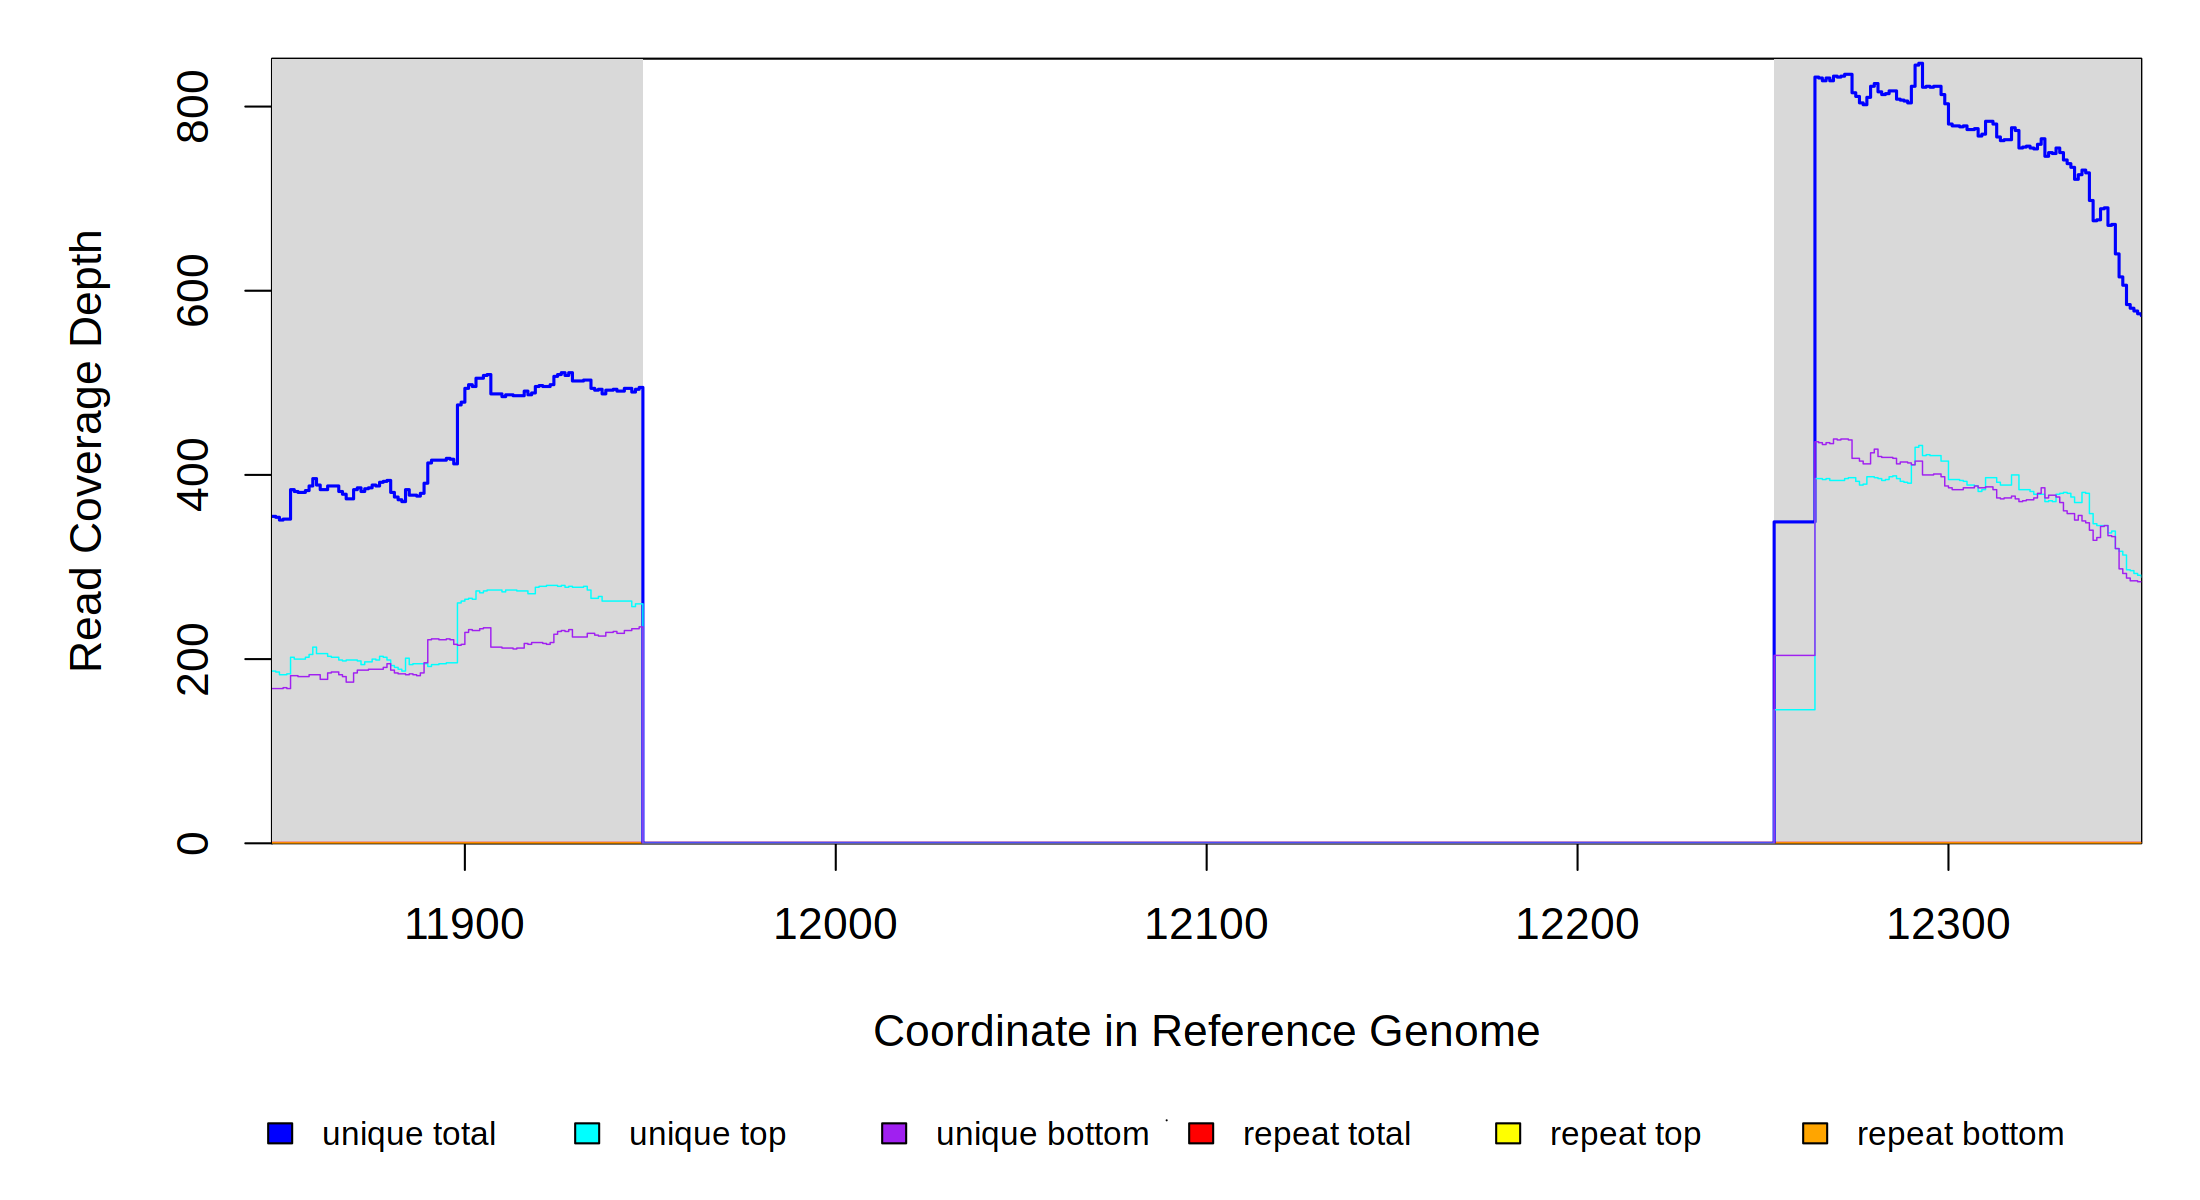 Read Coverage Depth
800
600
400
200
0
11900 12000 12100 12200 12300
Coordinate in Reference Genome
unique total unique top unique bottom repeat total repeat top repeat bottom